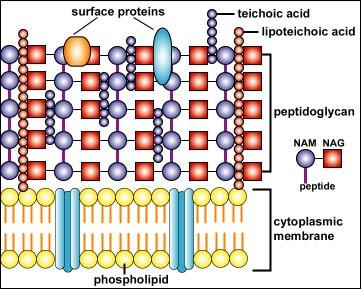 surface proteins
teichoic acid
lipoteichoic acid
peptidoglycan
NAM NAG
peptide
cytoplasmic
membrane
phospholipid